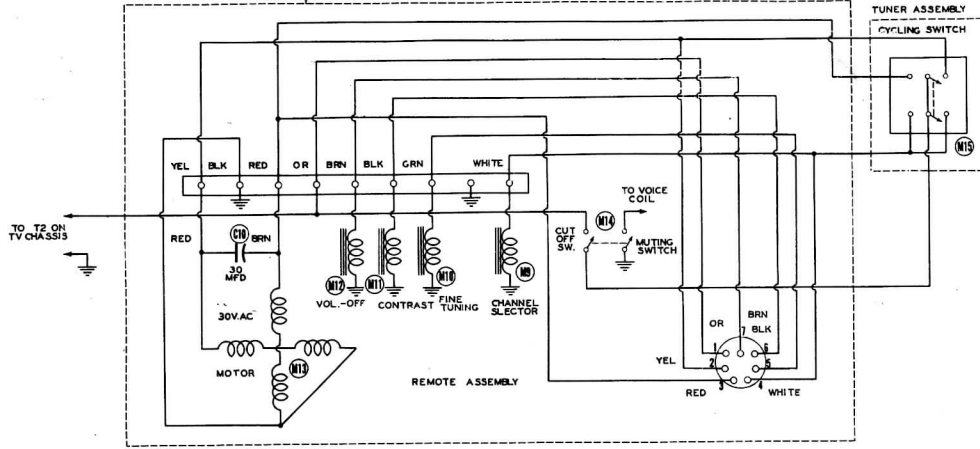 TUNER ASSEMBLY
CYCLING SWITCH
M15
YEL BLK RED OR BRN BLK GRN WHITE
TO T2 ON
TV CHASSIS
RED C10 BRN
30
MFD
30V.AC
MOTOR
M13
M12
VOL.-OFF
M11
CONTRAST
M10
FINE
TUNING
M9
CHANNEL
SLECTOR
CUT
OFF
SW.
M14
TO VOICE
COIL
MUTING
SWITCH
REMOTE ASSEMBLY
OR
BRN
BLK
YEL
RED
WHITE
1
2
3
4
5
6
7